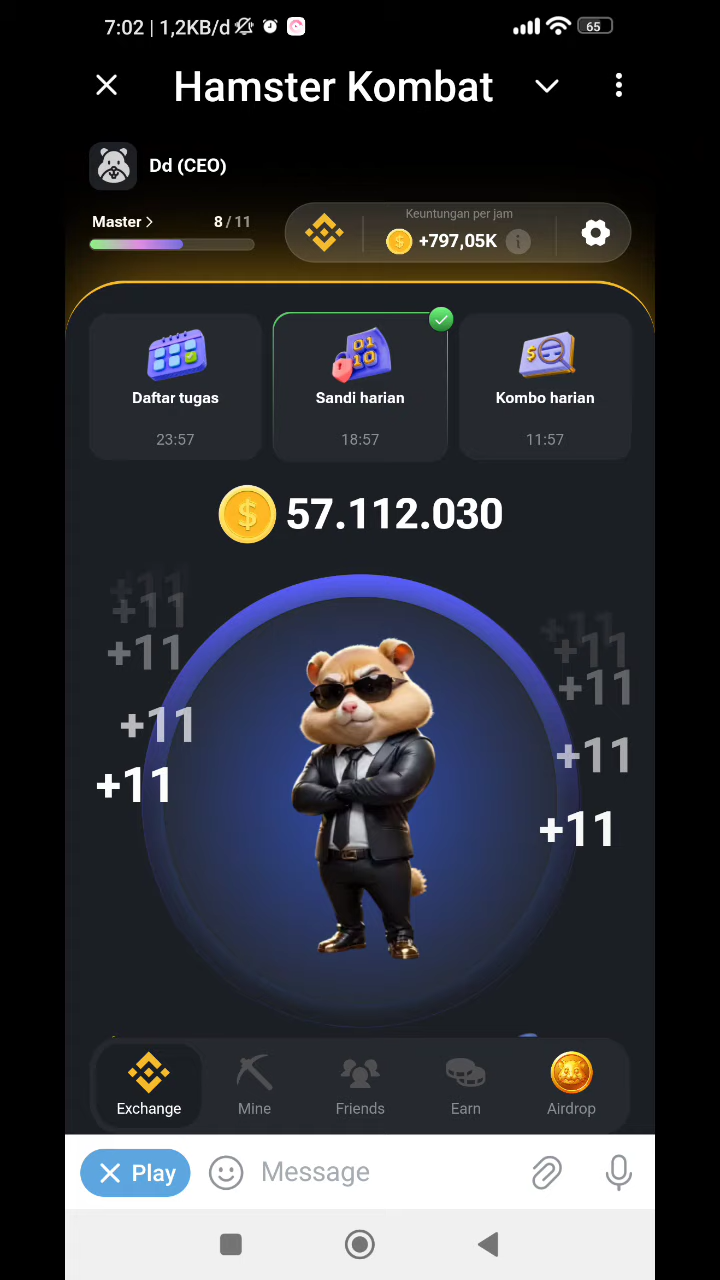 7:02 | 1,2KB/d
65
Hamster Kombat
Dd (CEO)
Master
8 / 11
Keuntungan per jam
+797,05K
Daftar tugas
23:57
Sandi harian
18:57
Kombo harian
11:57
57.112.030
+11
+11
+11
+11
+11
+11
+11
+11
+11
+11
Exchange
Mine
Friends
Earn
Airdrop
Play
Message